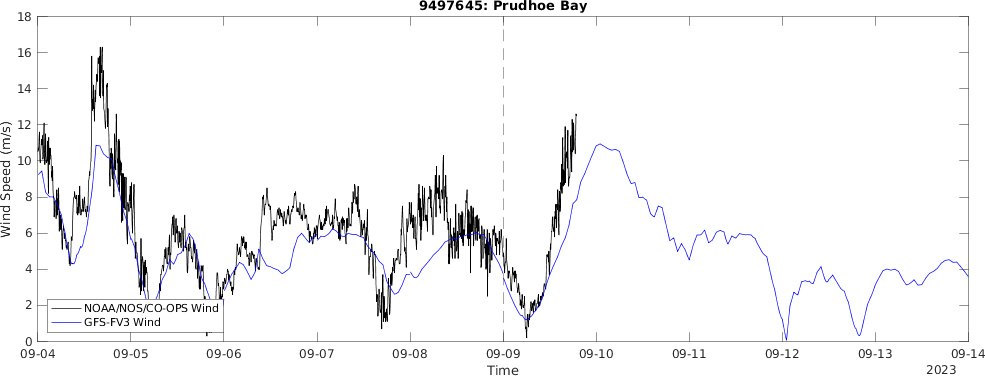 9497645: Prudhoe Bay
18
16
14
12
10
8
6
4
2
0
Wind Speed (m/s)
NOAA/NOS/CO-OPS Wind
GFS-FV3 Wind
09-04 09-05 09-06 09-07 09-08 09-09 09-10 09-11 09-12 09-13 09-14
Time
2023